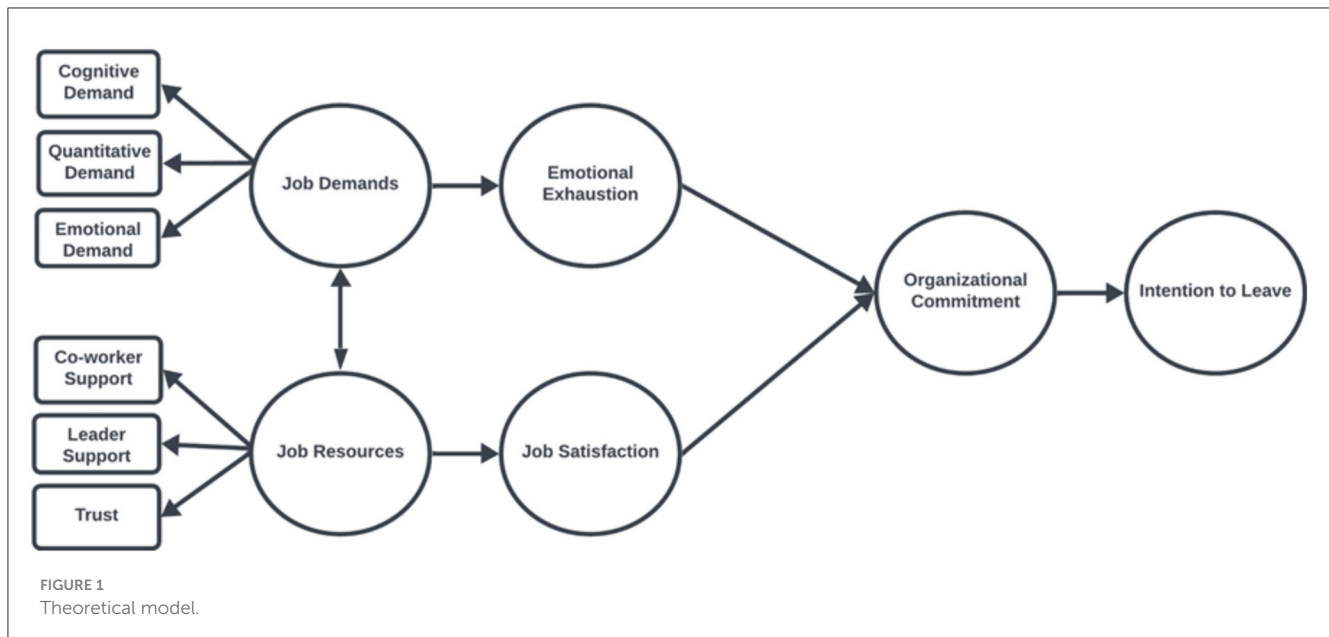 Cognitive
Demand
Quantitative
Demand
Emotional
Demand
Job Demands
Emotional
Exhaustion
Organizational
Commitment
Intention to Leave
Co-worker
Support
Leader
Support
Trust
Job Resources
Job Satisfaction
FIGURE 1
Theoretical model.